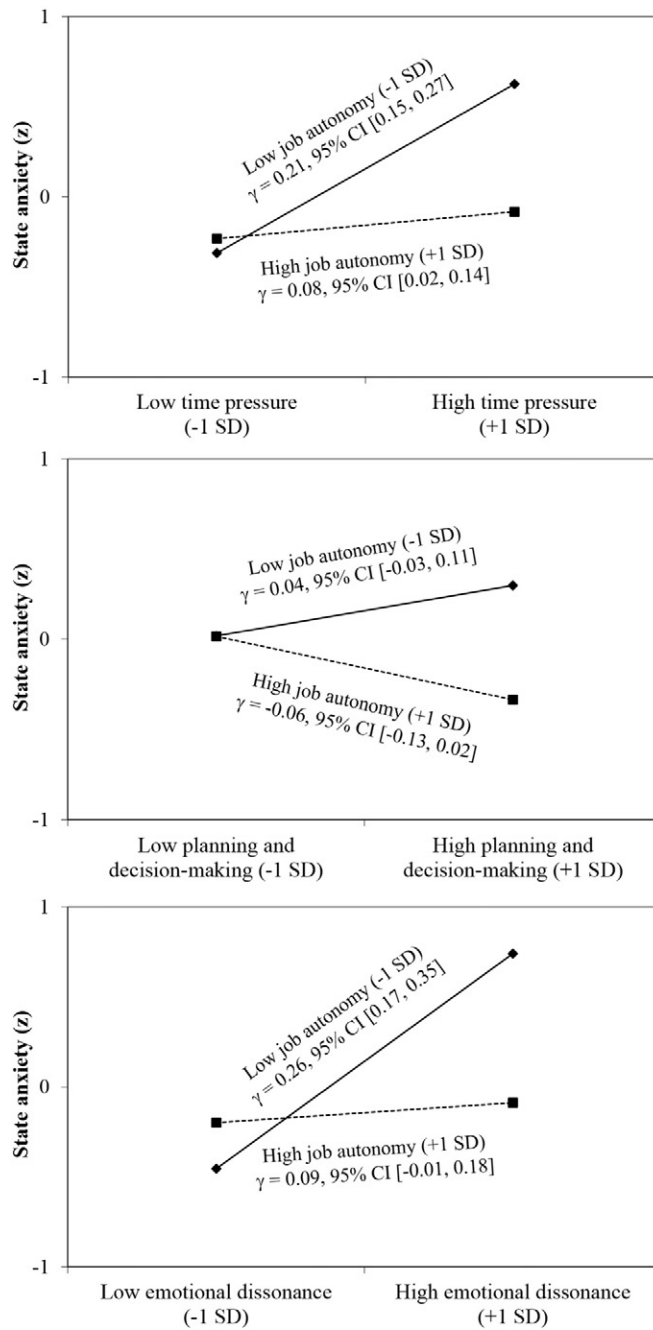 1
Low job autonomy (-1 SD)
γ = 0.21, 95% CI [0.15, 0.27]
State anxiety (z)
0
High job autonomy (+1 SD)
γ = 0.08, 95% CI [0.02, 0.14]
-1
Low time pressure
(-1 SD)
High time pressure
(+1 SD)
1
Low job autonomy (-1 SD)
γ = 0.04, 95% CI [-0.03, 0.11]
State anxiety (z)
0
High job autonomy (+1 SD)
γ = -0.06, 95% CI [-0.13, 0.02]
-1
Low planning and
decision-making (-1 SD)
High planning and
decision-making (+1 SD)
1
Low job autonomy (-1 SD)
γ = 0.26, 95% CI [0.17, 0.35]
State anxiety (z)
0
High job autonomy (+1 SD)
γ = 0.09, 95% CI [-0.01, 0.18]
-1
Low emotional dissonance
(-1 SD)
High emotional dissonance
(+1 SD)